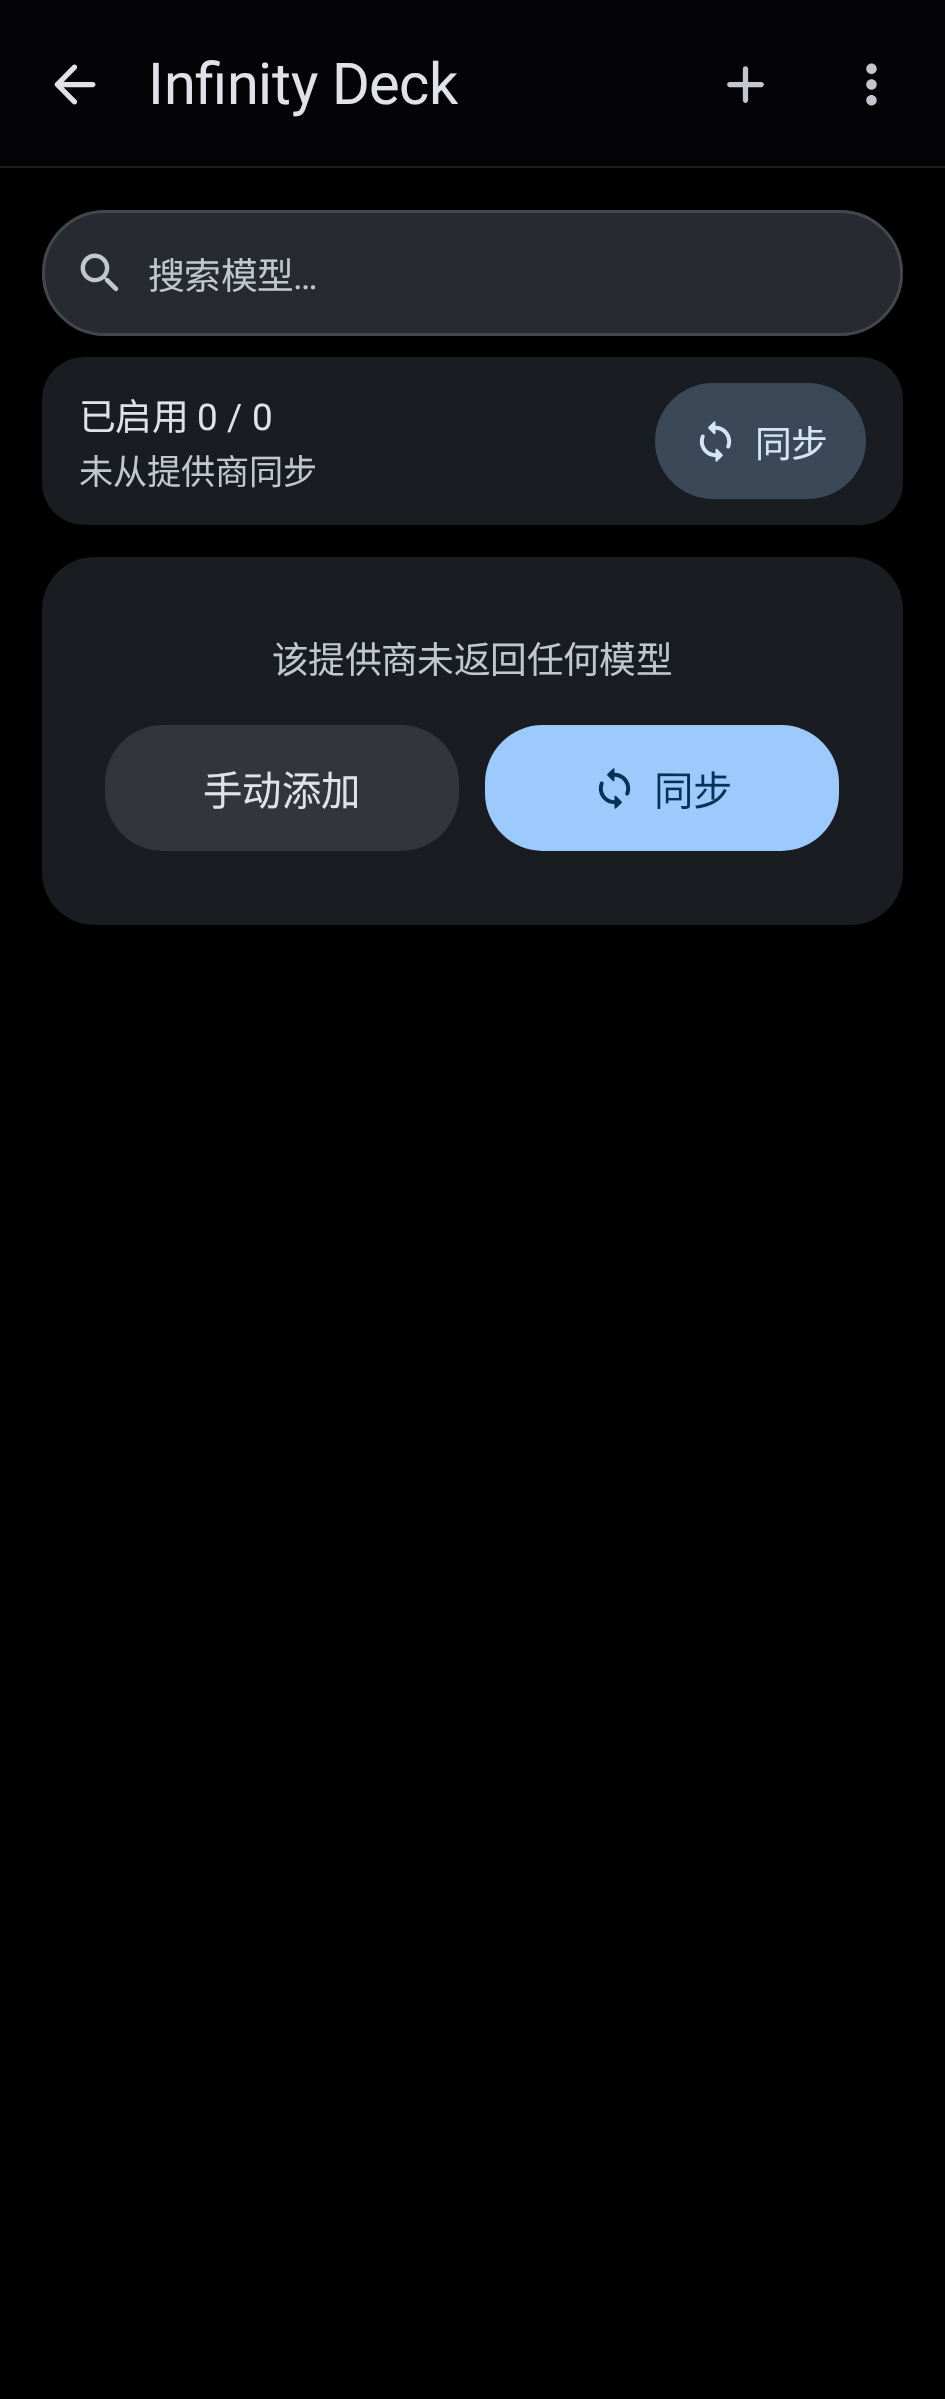 Infinity Deck
搜索模型...
已启用 0 / 0
未从提供商同步
同步
该提供商未返回任何模型
手动添加
同步